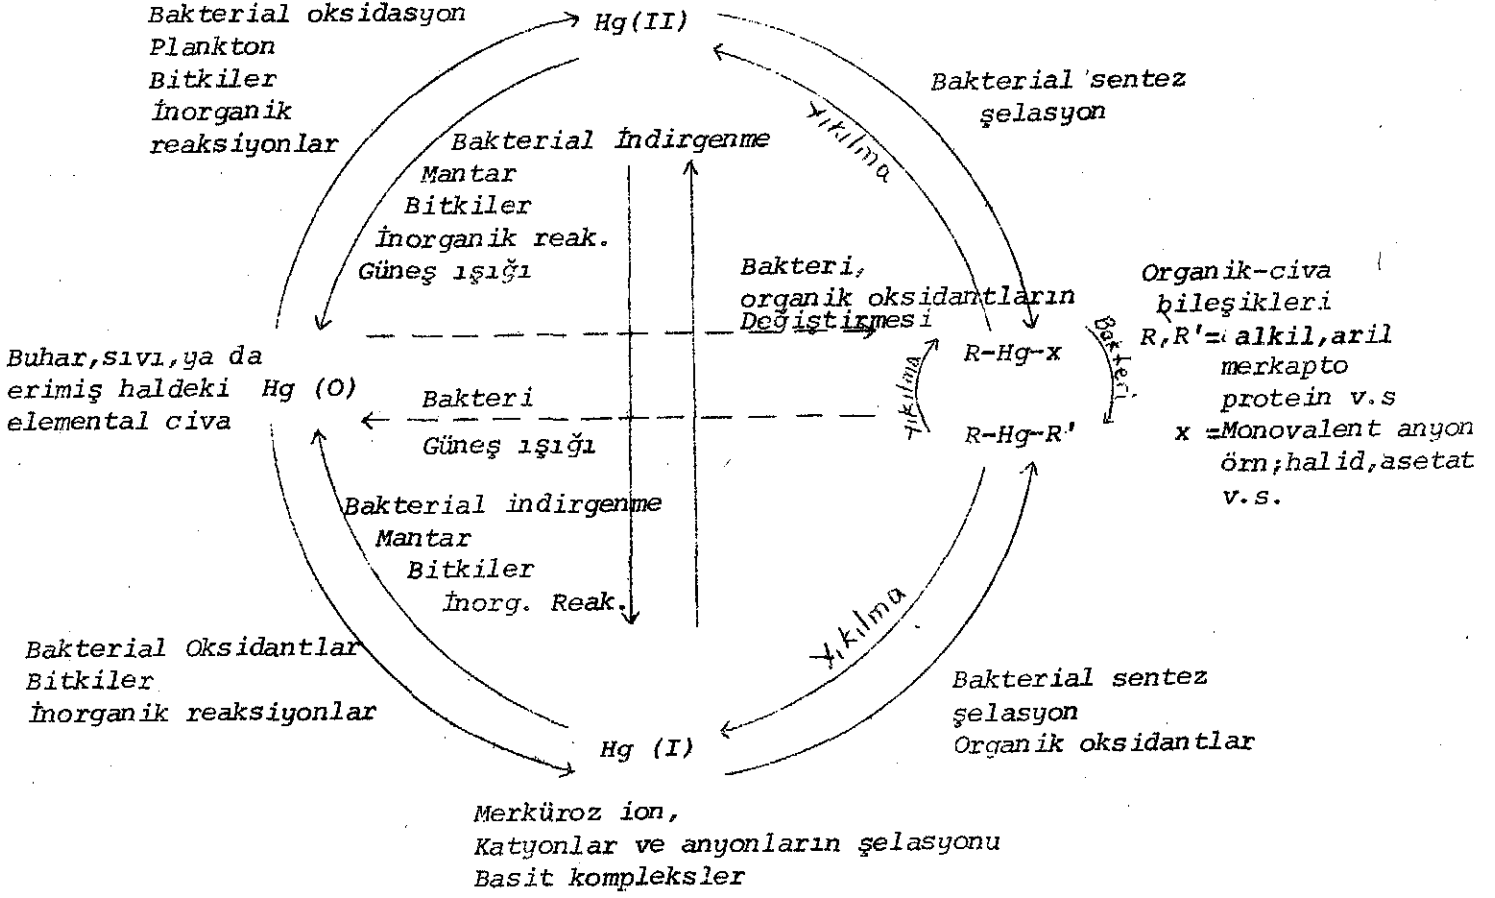 Bakterial oksidasyon
Plankton
Bitkiler
İnorganik
reaksiyonlar
Hg(II)
Bakterial sentez
şelasyon
Yıkılma
Bakterial İndirgenme
Mantar
Bitkiler
İnorganik reak.
Güneş ışığı
Bakteri,
organik oksidantların
Değiştirmesi
Organik-civa
bileşikleri
R,R'= alkil,aril
merkapto
protein v.s
x =Monovalent anyon
örn;halid,asetat
v.s.
Bakteri
R-Hg-x
Yıkılma
R-Hg-R'
Buhar,sıvı,ya da
erimiş haldeki Hg (O)
elemental civa
Bakteri
Güneş ışığı
Bakterial indirgenme
Mantar
Bitkiler
İnorg. Reak.
Yıkılma
Bakterial Oksidantlar
Bitkiler
İnorganik reaksiyonlar
Bakterial sentez
şelasyon
Organik oksidantlar
Hg (I)
Merküroz ion,
Katyonlar ve anyonların şelasyonu
Basit kompleksler